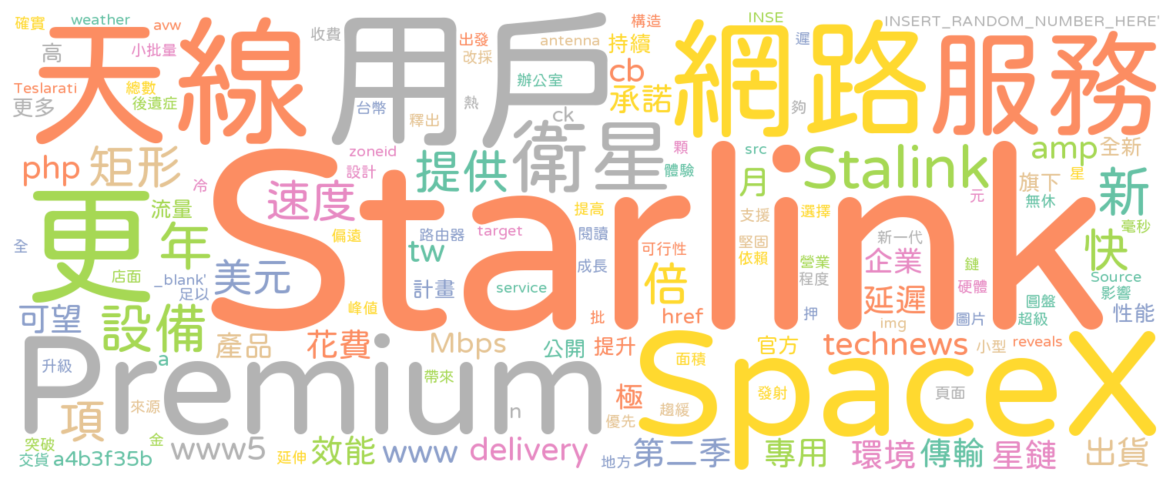 確實 weather avw 收費 構造 INSE INSERT_RANDOM_NUMBER_HERE'
天線 用戶 網路 服務
高 小批量 出發 antenna 持續 遲
改採
Teslarati 總數 辦公室 cb
更多 後遺症 台幣 熱 承諾 夠
釋出 ck
php 矩形 zoneid 提供 衛星 顆 src Stalink amp 全新
設計 體驗 月 旗下 星 新
冷 速度 無休 元
更 流量 提高 支援 選擇
年 偏遠 路由器 target 閱讀 堅固 新一代 毫秒
全 tw 可行性 依賴 快
Starlink
店面 _blank' 美元 成長 倍 營業 企業 鏈 Source
足以 計畫 service 程度 硬體 影響
可望 設備 峰值 批 href 押 延遲 圓盤 性能
img 圖片 超級
產品 花費 Mbps 公開 提升 官方 technews 小型 reveals
a 面積
升級 帶來
Premium SpaceX
項 來源 n 極 趨緩 發射 頁面
優先
突破 金 www5 延伸 效能 www delivery 地方 第二季 專用 環境 傳輸 星鏈 出貨
交貨 a4b3f35b